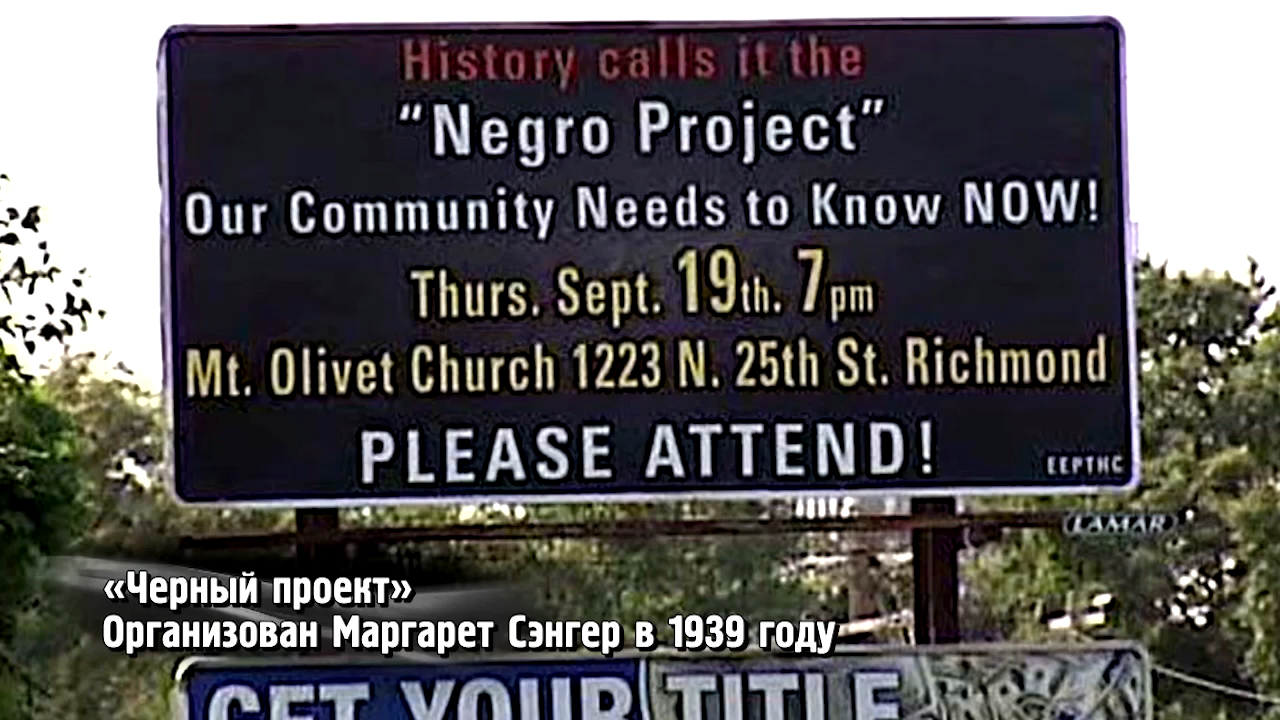 History calls it the
“Negro Project”
Our Community Needs to Know NOW!
Thurs. Sept. 19th. 7pm
Mt. Olivet Church 1223 N. 25th St. Richmond
PLEASE ATTEND!
EEPTHC
LAMAR
«Черный проект»
Организован Маргарет Сэнгер в 1939 году
GET YOUR TITLE